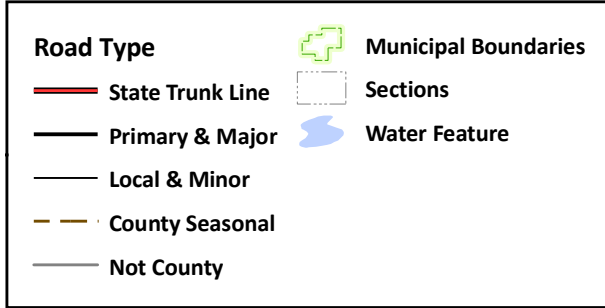 Road Type
State Trunk Line
Primary & Major
Local & Minor
County Seasonal
Not County
Municipal Boundaries
Sections
Water Feature